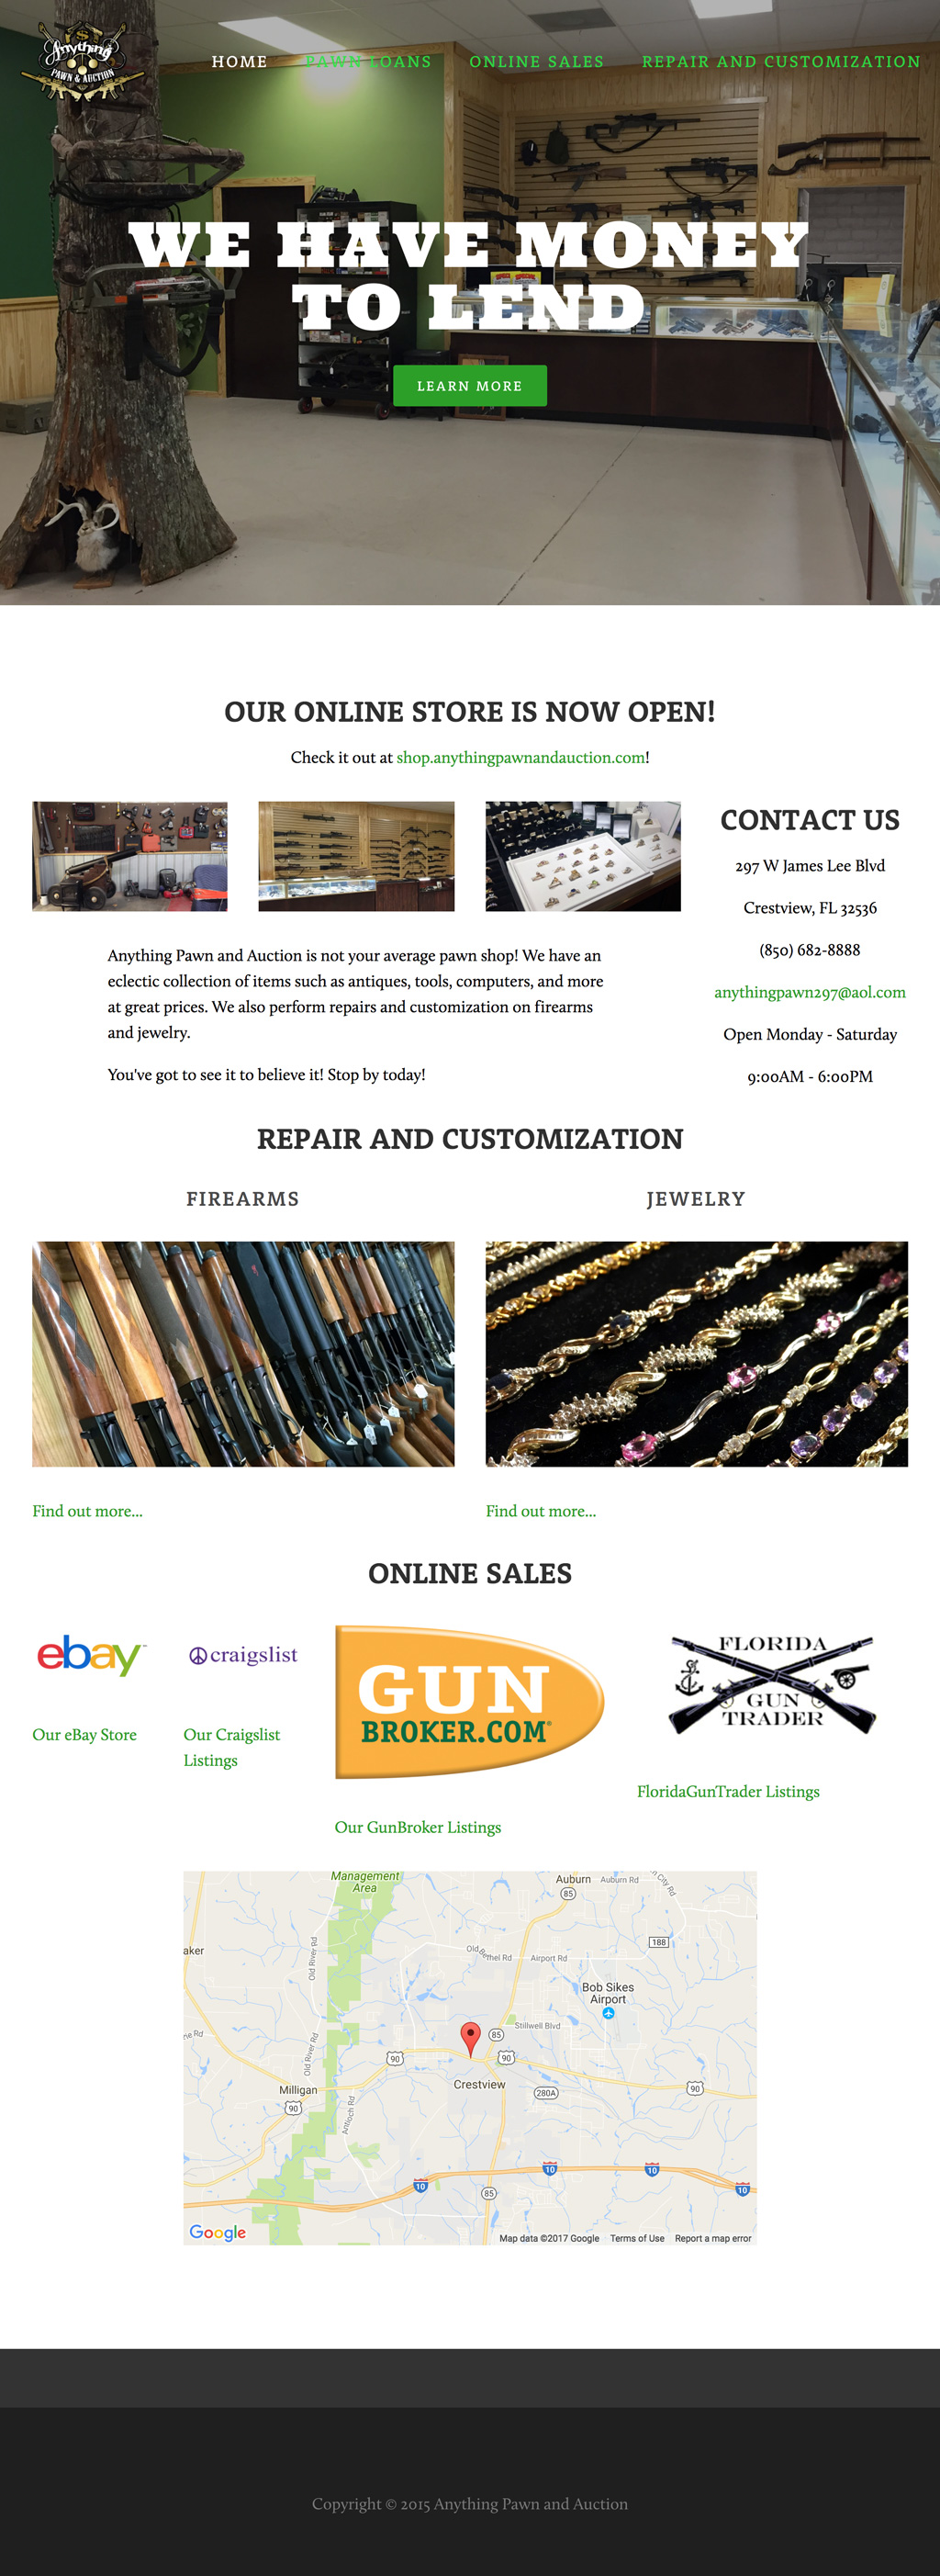 Anything
PAWN & AUCTION
HOME
PAWN LOANS
ONLINE SALES
REPAIR AND CUSTOMIZATION
WE HAVE MONEY
TO LEND
LEARN MORE
OUR ONLINE STORE IS NOW OPEN!
Check it out at shop.anythingpawnandauction.com!
Anything Pawn and Auction is not your average pawn shop! We have an
eclectic collection of items such as antiques, tools, computers, and more
at great prices. We also perform repairs and customization on firearms
and jewelry.
You've got to see it to believe it! Stop by today!
CONTACT US
297 W James Lee Blvd
Crestview, FL 32536
(850) 682-8888
anythingpawn297@aol.com
Open Monday - Saturday
9:00AM - 6:00PM
REPAIR AND CUSTOMIZATION
FIREARMS
JEWELRY
Find out more...
Find out more...
ONLINE SALES
ebay™
craigslist
GUN
BROKER.COM®
FLORIDA
GUN
TRADER
Our eBay Store
Our Craigslist
Listings
Our GunBroker Listings
FloridaGunTrader Listings
Management
Area
Auburn
Auburn Rd
85
188
aker
Old River Rd
Old Bethel Rd
Airport Rd
Bob Sikes
Airport
Stillwell Blvd
85
90
90
Crestview
Old River Rd
Milligan
90
Antioch Rd
280A
90
10
10
10
10
85
Google
Map data ©2017 Google
Terms of Use
Report a map error
Copyright © 2015 Anything Pawn and Auction